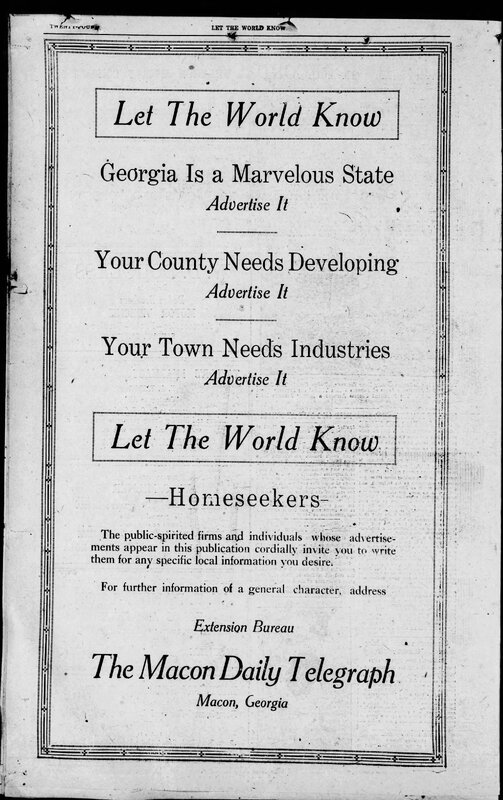 TWENTY-FOUR
LET THE WORLD KNOW
Let The World Know
Georgia Is a Marvelous State
Advertise It
Your County Needs Developing
Advertise It
Your Town Needs Industries
Advertise It
Let The World Know
—Homeseekers—
The public-spirited firms and individuals whose advertise-
ments appear in this publication cordially invite you to write
them for any specific local information you desire.
For further information of a general character, address
Extension Bureau
The Macon Daily Telegraph
Macon, Georgia